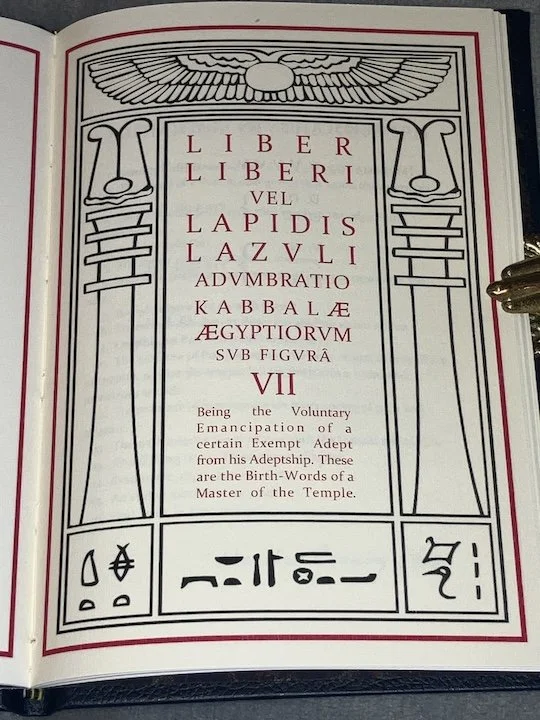 LIBER
LIBERI
VEL
LAPIDIS
LAZVLI
ADVMBRATIO
KABBALÆ
ÆGYPTIORVM
SVB FIGVRÂ
VII
Being the Voluntary
Emancipation of a
certain Exempt Adept
from his Adeptship. These
are the Birth-Words of a
Master of the Temple.